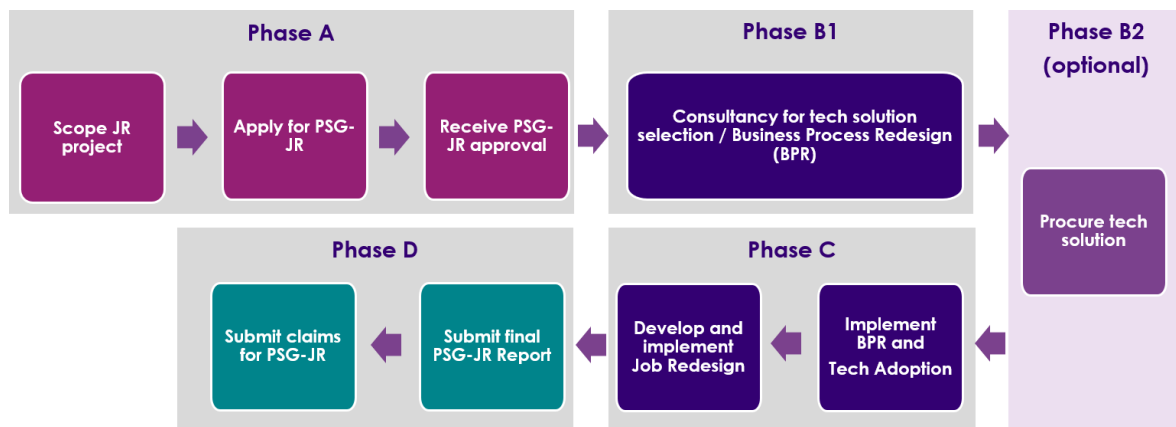 Phase A
Scope JR
project
Apply for PSG-
JR
Receive PSG-
JR approval
Phase B1
Consultancy for tech solution
selection / Business Process Redesign
(BPR)
Phase B2
(optional)
Procure tech
solution
Phase C
Implement
BPR and
Tech Adoption
Develop and
implement
Job Redesign
Phase D
Submit final
PSG-JR Report
Submit claims
for PSG-JR